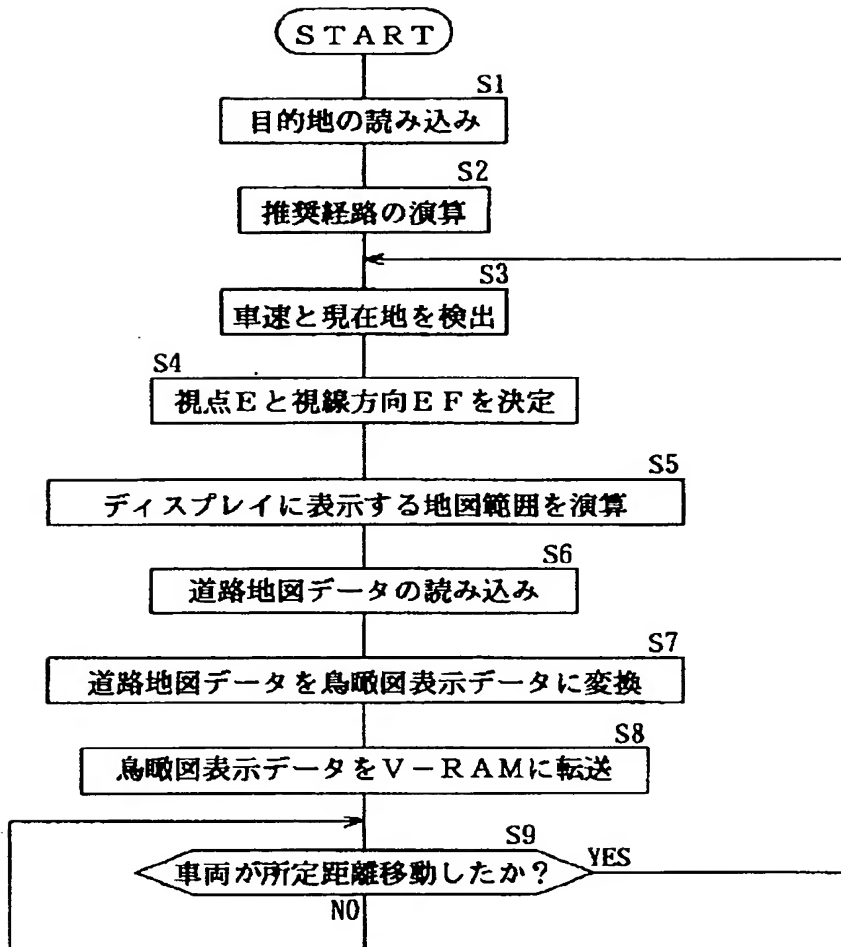 START
S1
目的地の読み込み
S2
推奨経路の演算
S3
車速と現在地を検出
S4
視点Eと視線方向EFを決定
S5
ディスプレイに表示する地図範囲を演算
S6
道路地図データの読み込み
S7
道路地図データを鳥瞰図表示データに変換
S8
鳥瞰図表示データをV-RAMに転送
S9
車両が所定距離移動したか?
YES
NO